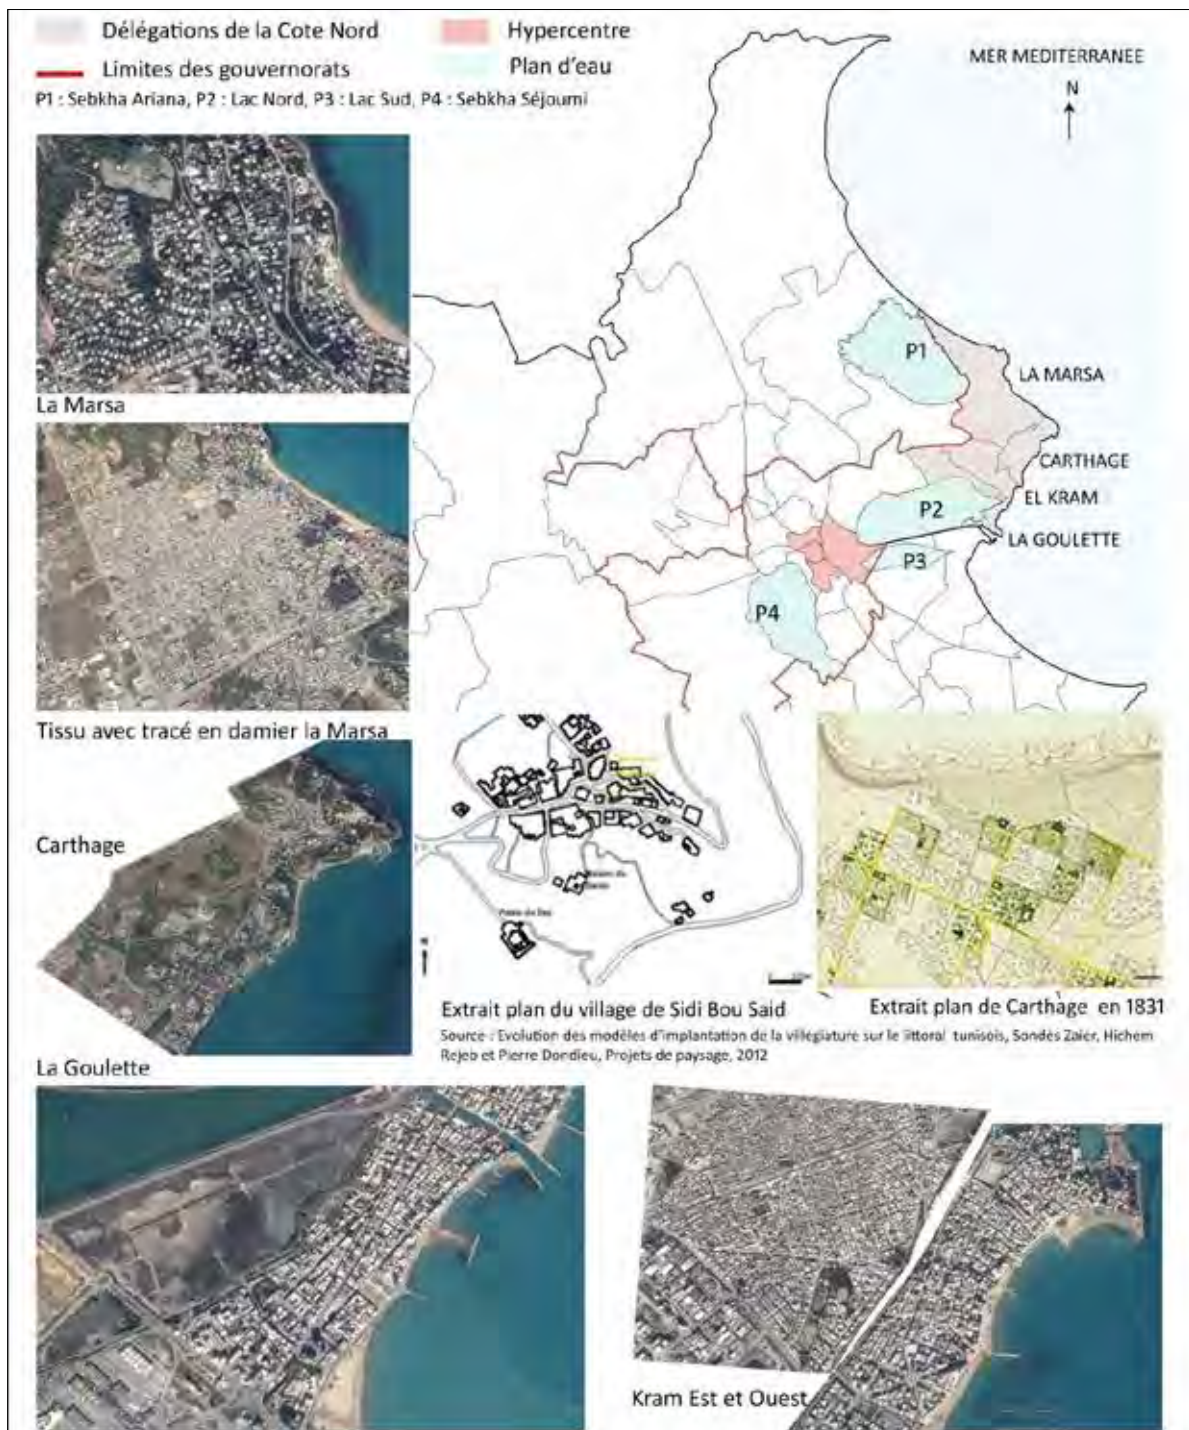 Délégations de la Cote Nord
Hypercentre
Limites des gouvernorats
Plan d'eau
P1 : Sebkha Ariana, P2 : Lac Nord, P3 : Lac Sud, P4 : Sebkha Séjoumi
MER MEDITERRANEE
N
P1
LA MARSA
La Marsa
CARTHAGE
P2
EL KRAM
LA GOULETTE
P3
P4
Tissu avec tracé en damier la Marsa
Carthage
Extrait plan du village de Sidi Bou Said
Extrait plan de Carthage en 1831
Source : Evolution des modèles d'implantation de la villégiature sur le littoral tunisois, Sondès Zaier, Hichem
Rejeb et Pierre Dondieu, Projets de paysage, 2012
La Goulette
Kram Est et Ouest